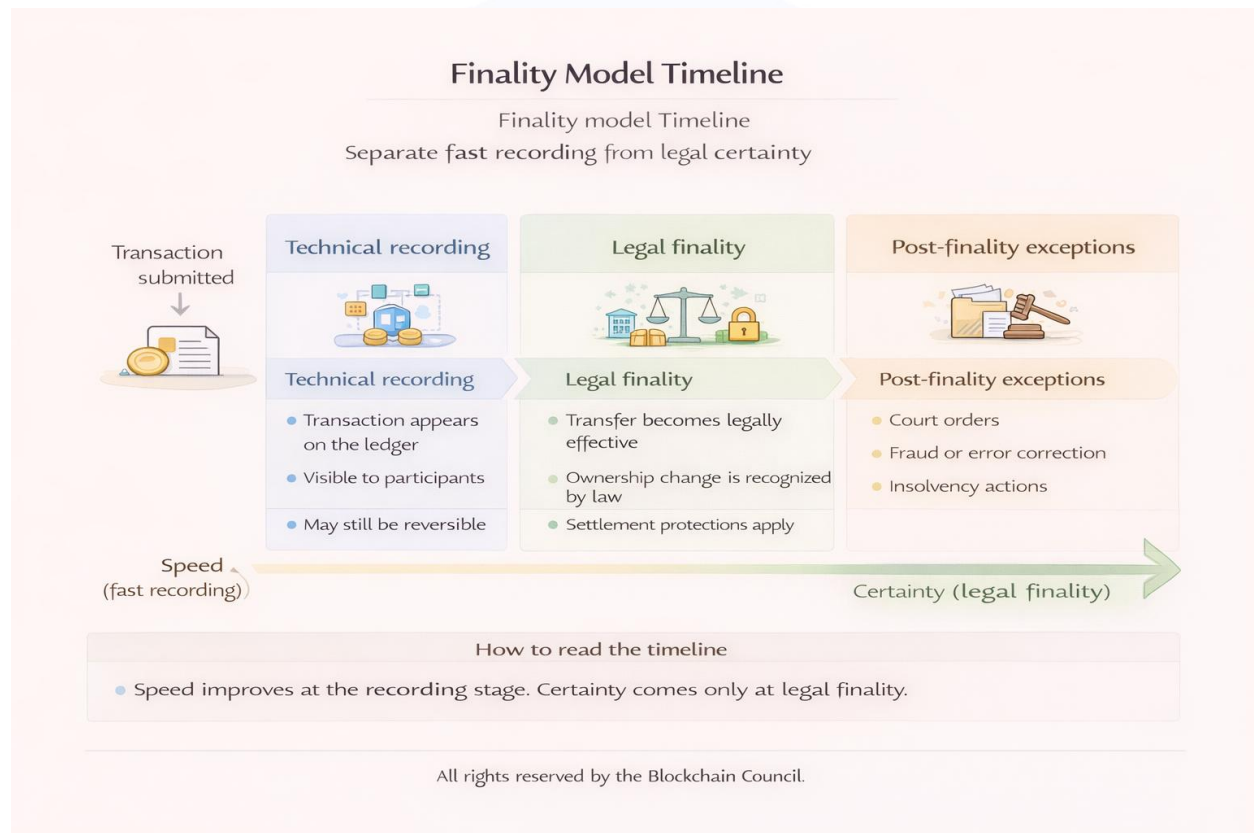 Finality Model Timeline
Finality model Timeline
Separate fast recording from legal certainty
Transaction
submitted
Technical recording
Technical recording
Transaction appears
on the ledger
Visible to participants
May still be reversible
Legal finality
Legal finality
Transfer becomes legally
effective
Ownership change is recognized
by law
Settlement protections apply
Post-finality exceptions
Post-finality exceptions
Court orders
Fraud or error correction
Insolvency actions
Speed
(fast recording)
Certainty (legal finality)
How to read the timeline
Speed improves at the recording stage. Certainty comes only at legal finality.
All rights reserved by the Blockchain Council.